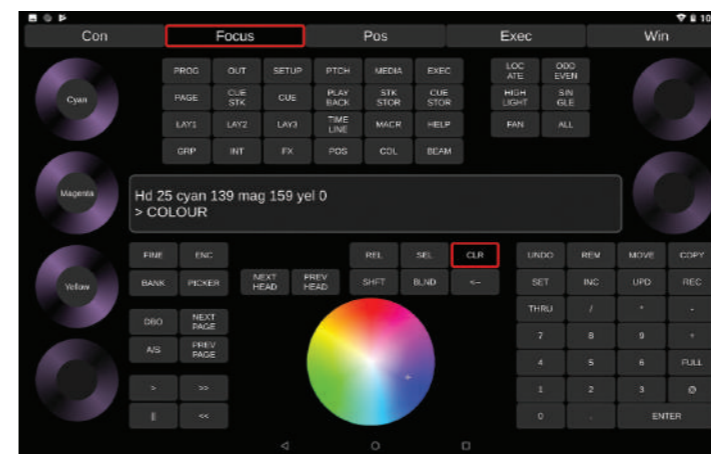 10
Con Focus Pos Exec Win
PROG OUT SETUP PTCH MEDIA EXEC LOC ATE ODD EVEN
PAGE CUE STK CUE PLAY BACK STK STOR CUE STOR HIGH LIGHT SIN GLE
LAY1 LAY2 LAY3 TIME LINE MACR HELP FAN ALL
GRP INT FX POS COL BEAM
Cyan
Magenta
Hd 25 cyan 139 mag 159 yel 0
> COLOUR
FINE ENC REL SEL CLR UNDO REM MOVE COPY
Yellow
BANK PICKER NEXT HEAD PREV HEAD SHFT BLND <-- SET INC UPD REC
DBO NEXT PAGE THRU / * -
A/S PREV PAGE 7 8 9 +
4 5 6 FULL
> >> 1 2 3 @
|| << 0 . ENTER